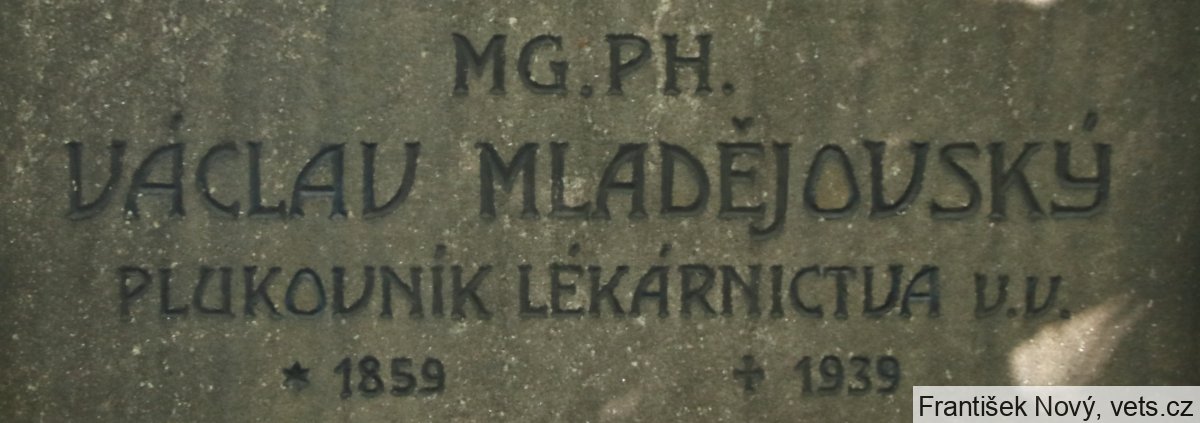 MG.PH.
VÁCLAV MLADĚJOVSKÝ
PLUKOVNÍK LÉKÁRNICTVA V.V.
* 1859 ✝ 1939
František Nový, vets.cz